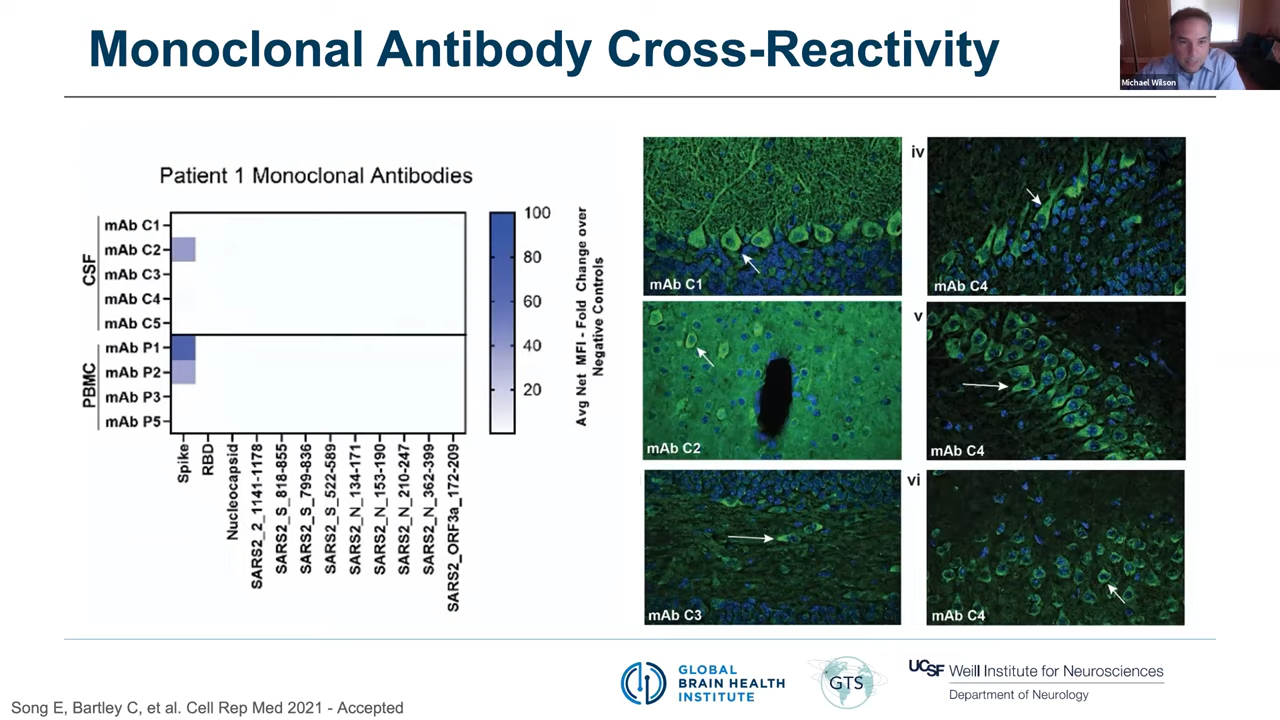 Monoclonal Antibody Cross-Reactivity
Michael Wilson
Patient 1 Monoclonal Antibodies
CSF
mAb C1
mAb C2
mAb C3
mAb C4
mAb C5
PBMC
mAb P1
mAb P2
mAb P3
mAb P5
Spike
RBD
Nucleocapsid
SARS2_2_1141-1178
SARS2_S_818-855
SARS2_S_799-836
SARS2_S_522-589
SARS2_N_134-171
SARS2_N_153-190
SARS2_N_210-247
SARS2_N_362-399
SARS2_ORF3a_172-209
100
80
60
40
20
Avg Net MFI - Fold Change over
Negative Controls
mAb C1
iv
mAb C4
mAb C2
v
mAb C4
mAb C3
vi
mAb C4
GLOBAL
BRAIN HEALTH
INSTITUTE
GTS
UCSF Weill Institute for Neurosciences
Department of Neurology
Song E, Bartley C, et al. Cell Rep Med 2021 - Accepted